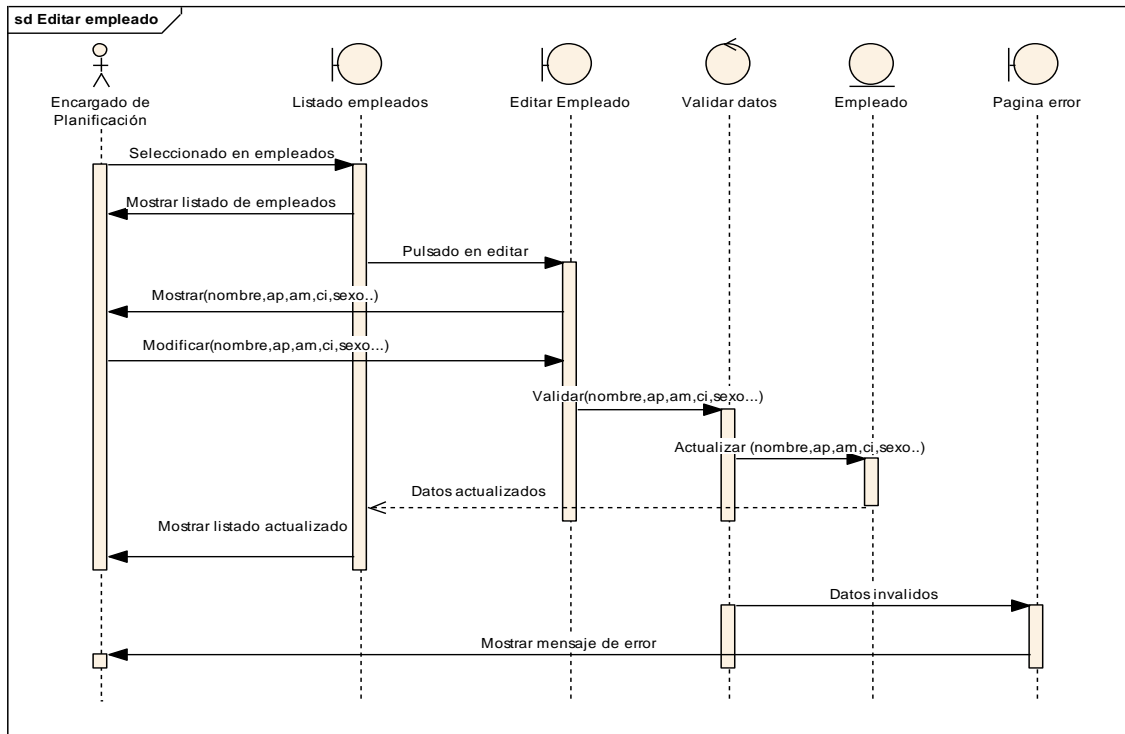 sd Editar empleado
Encargado de
Planificación
Listado empleados
Editar Empleado
Validar datos
Empleado
Pagina error
Seleccionado en empleados
Mostrar listado de empleados
Pulsado en editar
Mostrar(nombre,ap,am,ci,sexo..)
Modificar(nombre,ap,am,ci,sexo...)
Validar(nombre,ap,am,ci,sexo...)
Actualizar (nombre,ap,am,ci,sexo..)
Datos actualizados
Mostrar listado actualizado
Datos invalidos
Mostrar mensaje de error